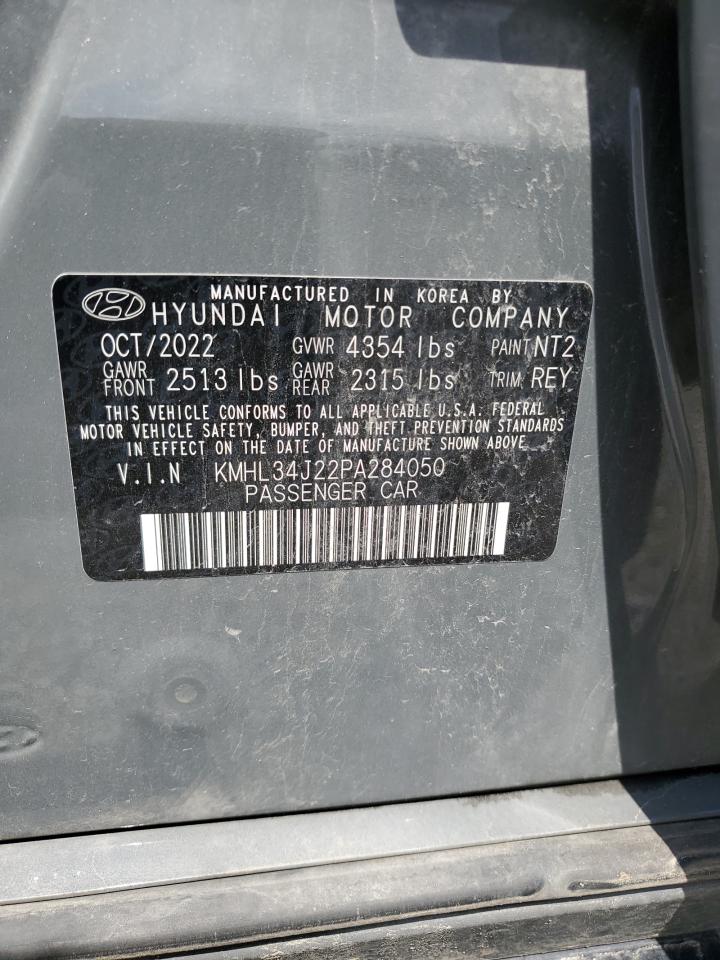 MANUFACTURED IN KOREA BY
HYUNDAI MOTOR COMPANY
OCT/2022 GVWR 4354 lbs PAINT NT2
GAWR FRONT 2513 lbs GAWR REAR 2315 lbs TRIM REY
THIS VEHICLE CONFORMS TO ALL APPLICABLE U.S.A. FEDERAL
MOTOR VEHICLE SAFETY, BUMPER, AND THEFT PREVENTION STANDARDS
IN EFFECT ON THE DATE OF MANUFACTURE SHOWN ABOVE
V.I.N KMHL34J22PA284050
PASSENGER CAR